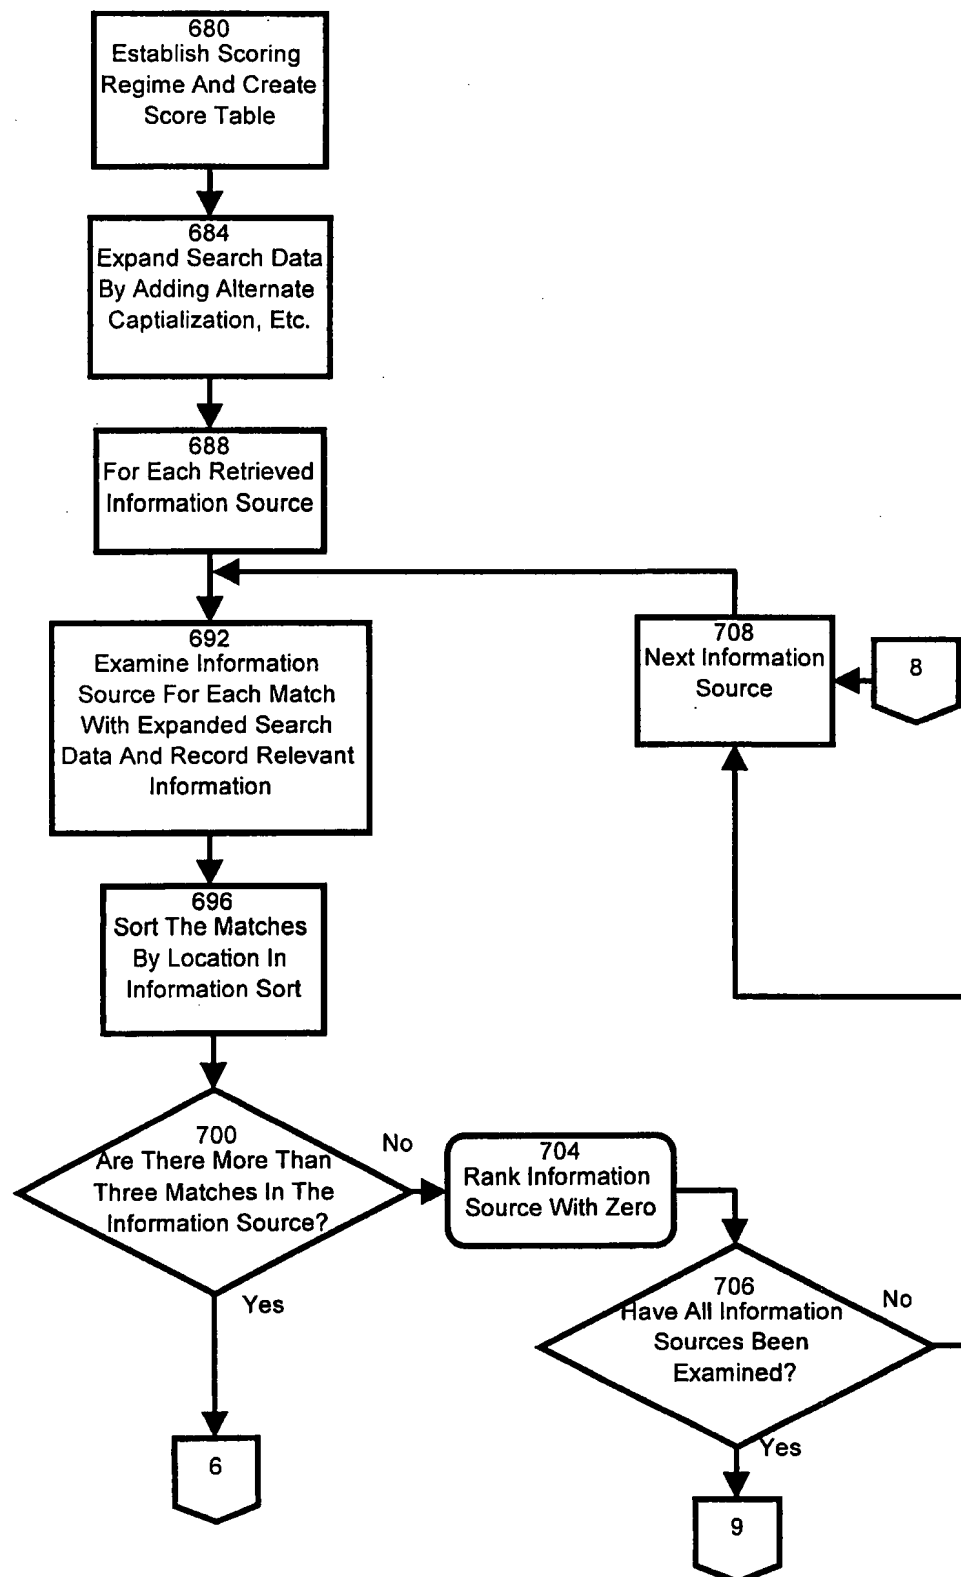 680
Establish Scoring
Regime And Create
Score Table
684
Expand Search Data
By Adding Alternate
Captialization, Etc.
688
For Each Retrieved
Information Source
692
Examine Information
Source For Each Match
With Expanded Search
Data And Record Relevant
Information
708
Next Information
Source
8
696
Sort The Matches
By Location In
Information Sort
700
Are There More Than
Three Matches In The
Information Source?
No
Yes
704
Rank Information
Source With Zero
706
Have All Information
Sources Been
Examined?
No
Yes
6
9